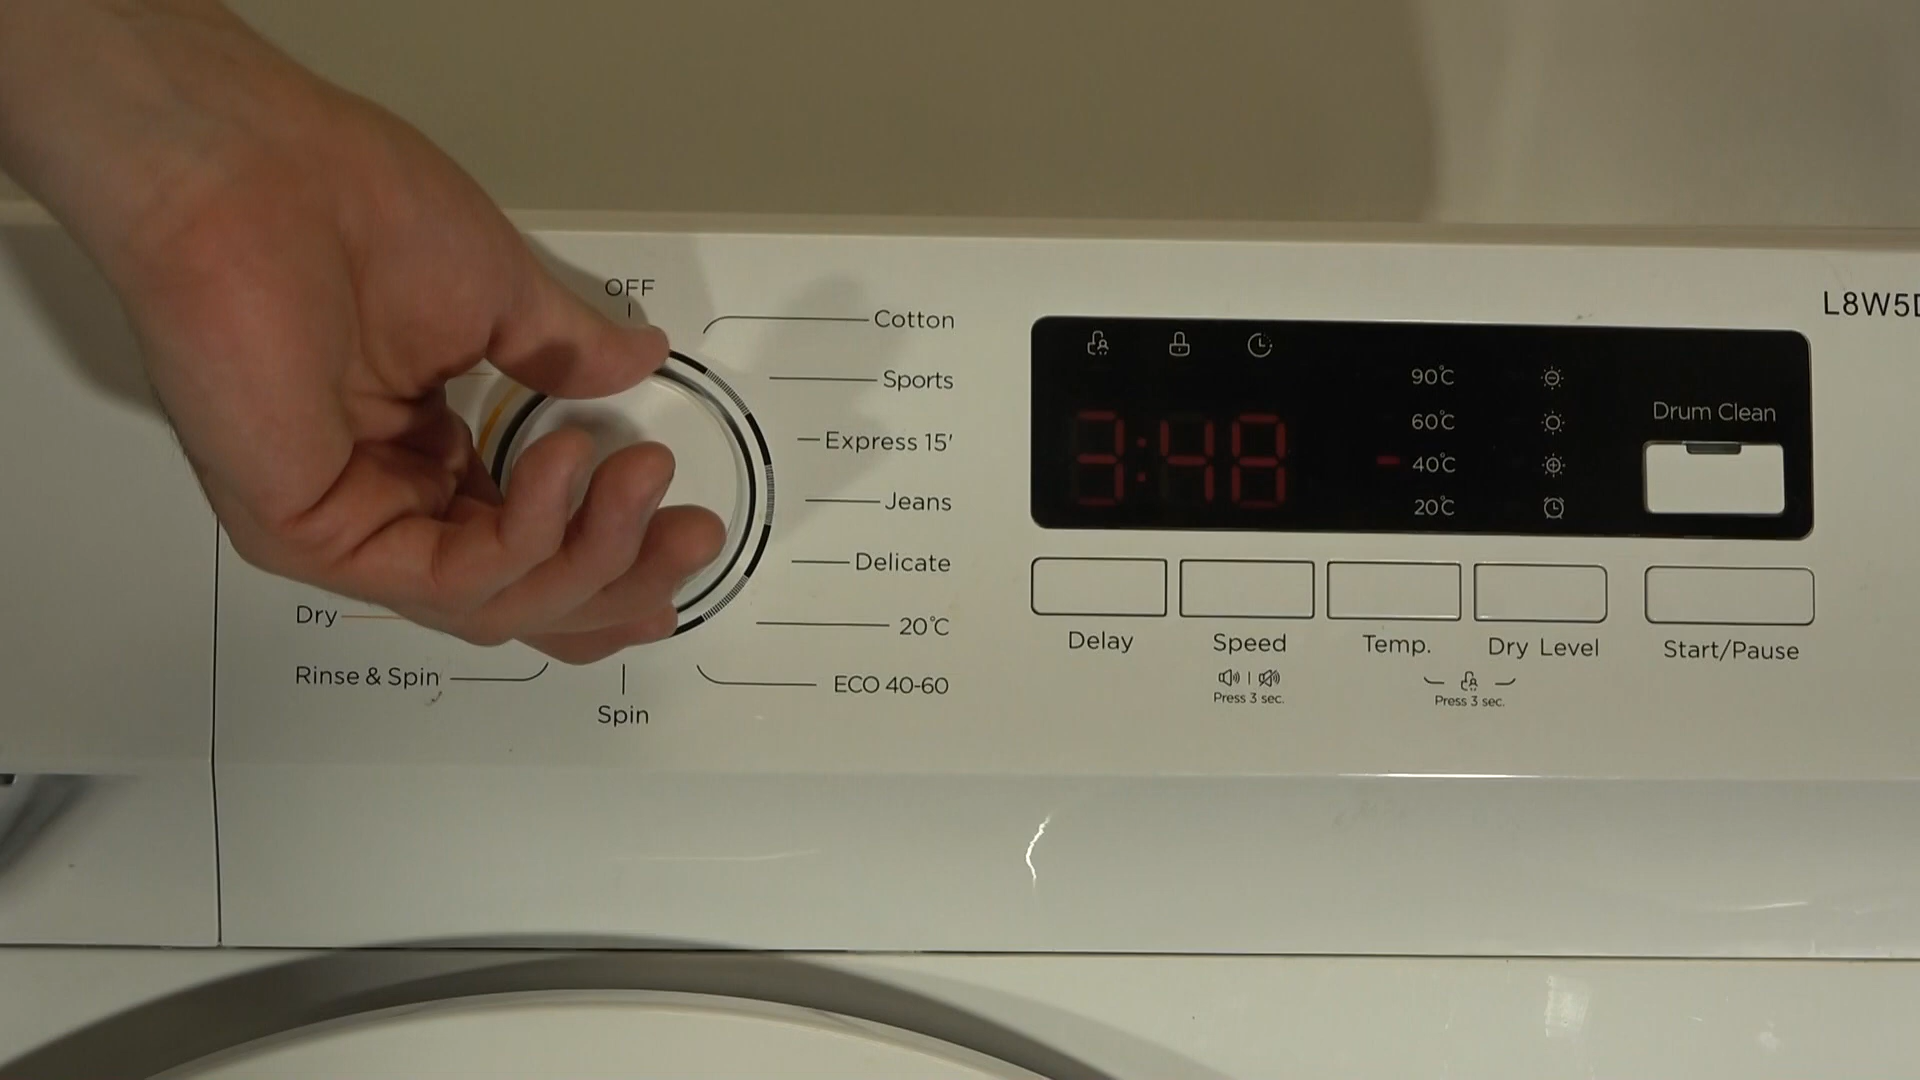 OFF
Cotton
Sports
Express 15'
Jeans
Delicate
20°C
ECO 40-60
Spin
Rinse & Spin
Dry
3:48
90°C
60°C
40°C
20°C
Drum Clean
Delay
Speed
Temp.
Dry Level
Start/Pause
Press 3 sec.
Press 3 sec.